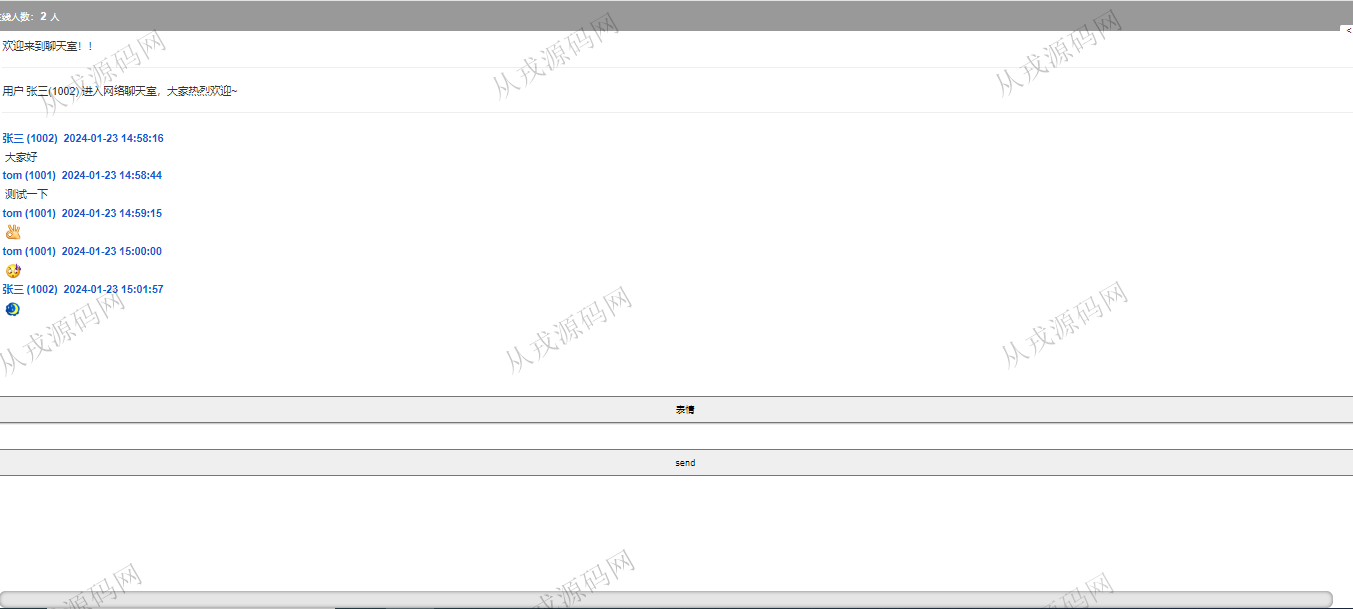 在线人数：2 人
<
欢迎来到聊天室！！
用户 张三(1002) 进入网络聊天室，大家热烈欢迎~
张三 (1002) 2024-01-23 14:58:16
大家好
tom (1001) 2024-01-23 14:58:44
测试一下
tom (1001) 2024-01-23 14:59:15
tom (1001) 2024-01-23 15:00:00
张三 (1002) 2024-01-23 15:01:57
表情
send
从戎源码网
从戎源码网
从戎源码网
从戎源码网
从戎源码网
从戎源码网
从戎源码网
从戎源码网
从戎源码网